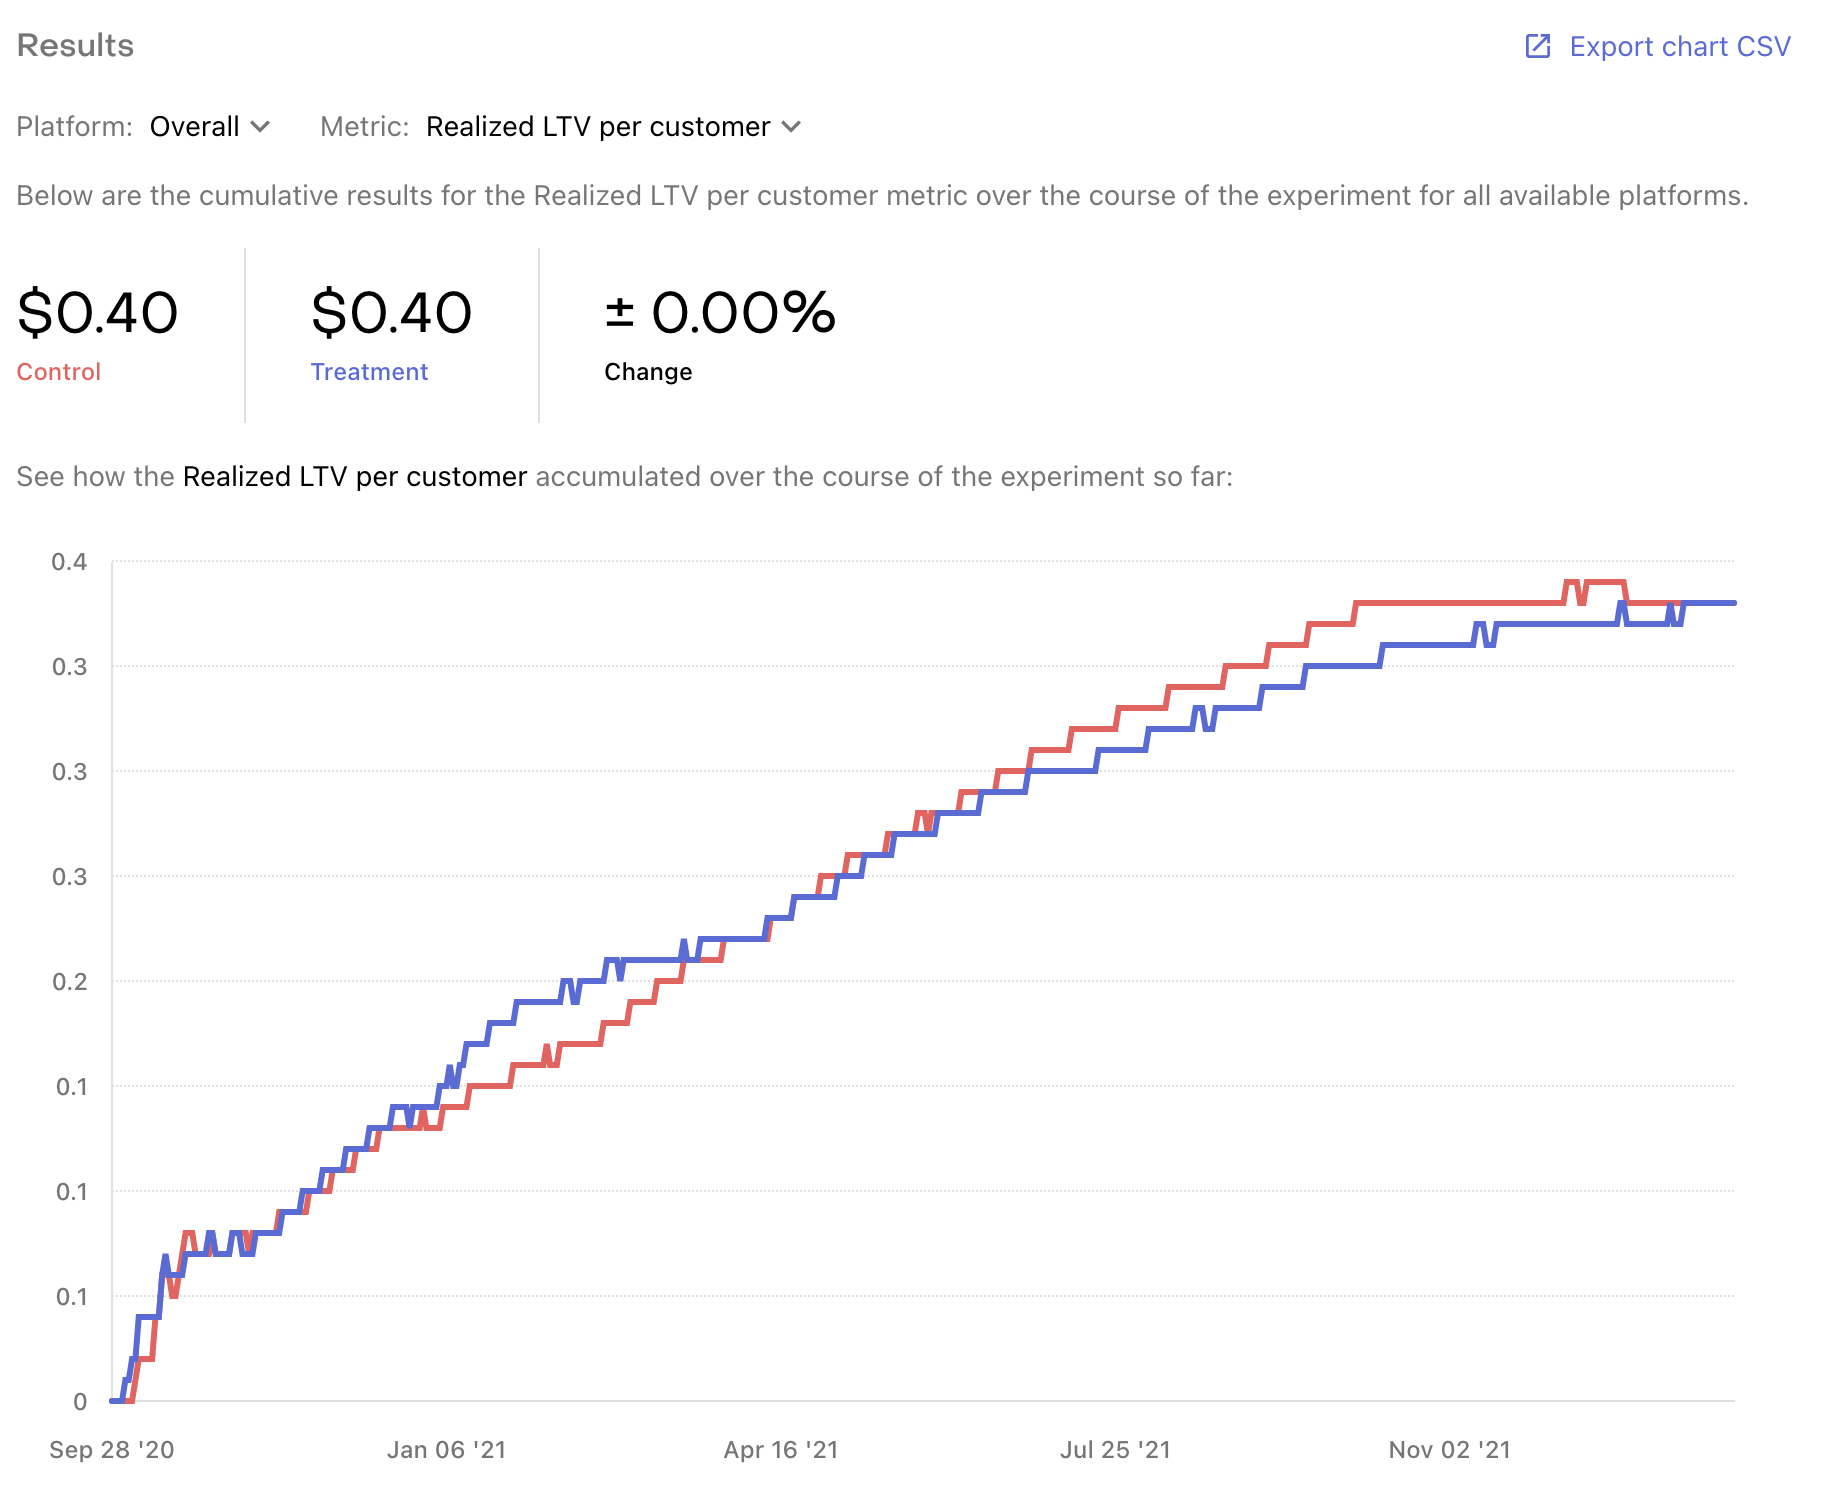 Results
Export chart CSV
Platform: Overall Metric: Realized LTV per customer
Below are the cumulative results for the Realized LTV per customer metric over the course of the experiment for all available platforms.
$0.40 $0.40 ± 0.00%
Control Treatment Change
See how the Realized LTV per customer accumulated over the course of the experiment so far:
0.4
0.3
0.3
0.3
0.2
0.1
0.1
0.1
0
Sep 28 '20 Jan 06 '21 Apr 16 '21 Jul 25 '21 Nov 02 '21